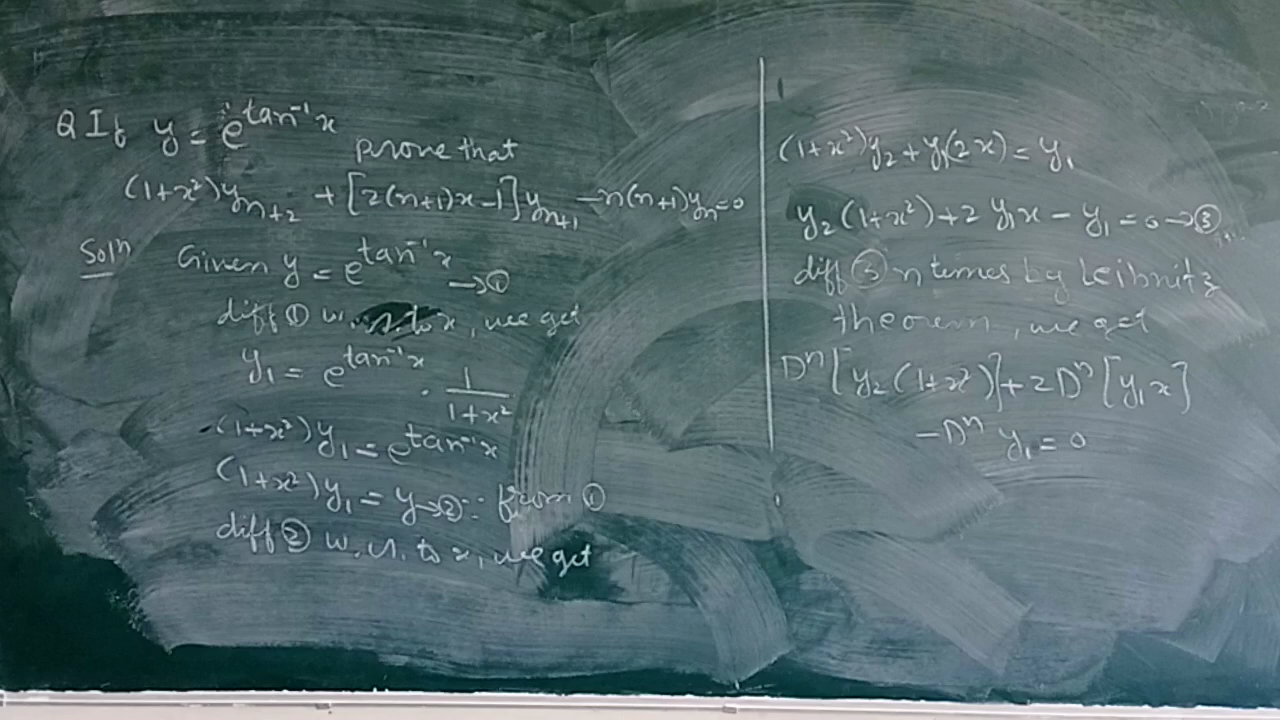 Q If y = e^{tan⁻¹x}
prove that
(1+x²)y_{n+2} + [2(n+1)x-1]y_{n+1} - n(n+1)y_n=0
Soln Given y = e^{tan⁻¹x} → ①
diff ① w. r. to x, we get
y₁ = e^{tan⁻¹x} · 1/(1+x²)
(1+x²)y₁ = e^{tan⁻¹x}
(1+x²)y₁ = y → ② ∵ from ①
diff ② w.r. to x, we get
(1+x²)y₂ + y₁(2x) = y₁
y₂(1+x²)+2 y₁x - y₁ = 0 → ③
diff ③ n times by Leibnitz
theorem, we get
Dⁿ[y₂(1+x²)]+2Dⁿ[y₁x]
-Dⁿ y₁ = 0